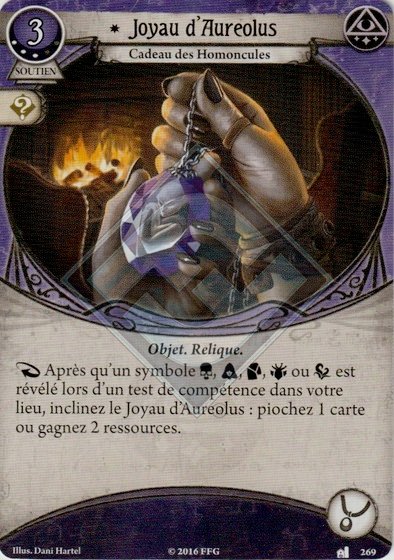 3
Joyau d'Aureolus
SOUTIEN
Cadeau des Homoncules
?
Objet. Relique.
Après qu'un symbole , , , ou est
révélé lors d'un test de compétence dans votre
lieu, inclinez le Joyau d'Aureolus : piochez 1 carte
ou gagnez 2 ressources.
Illus. Dani Hartel
© 2016 FFG
269